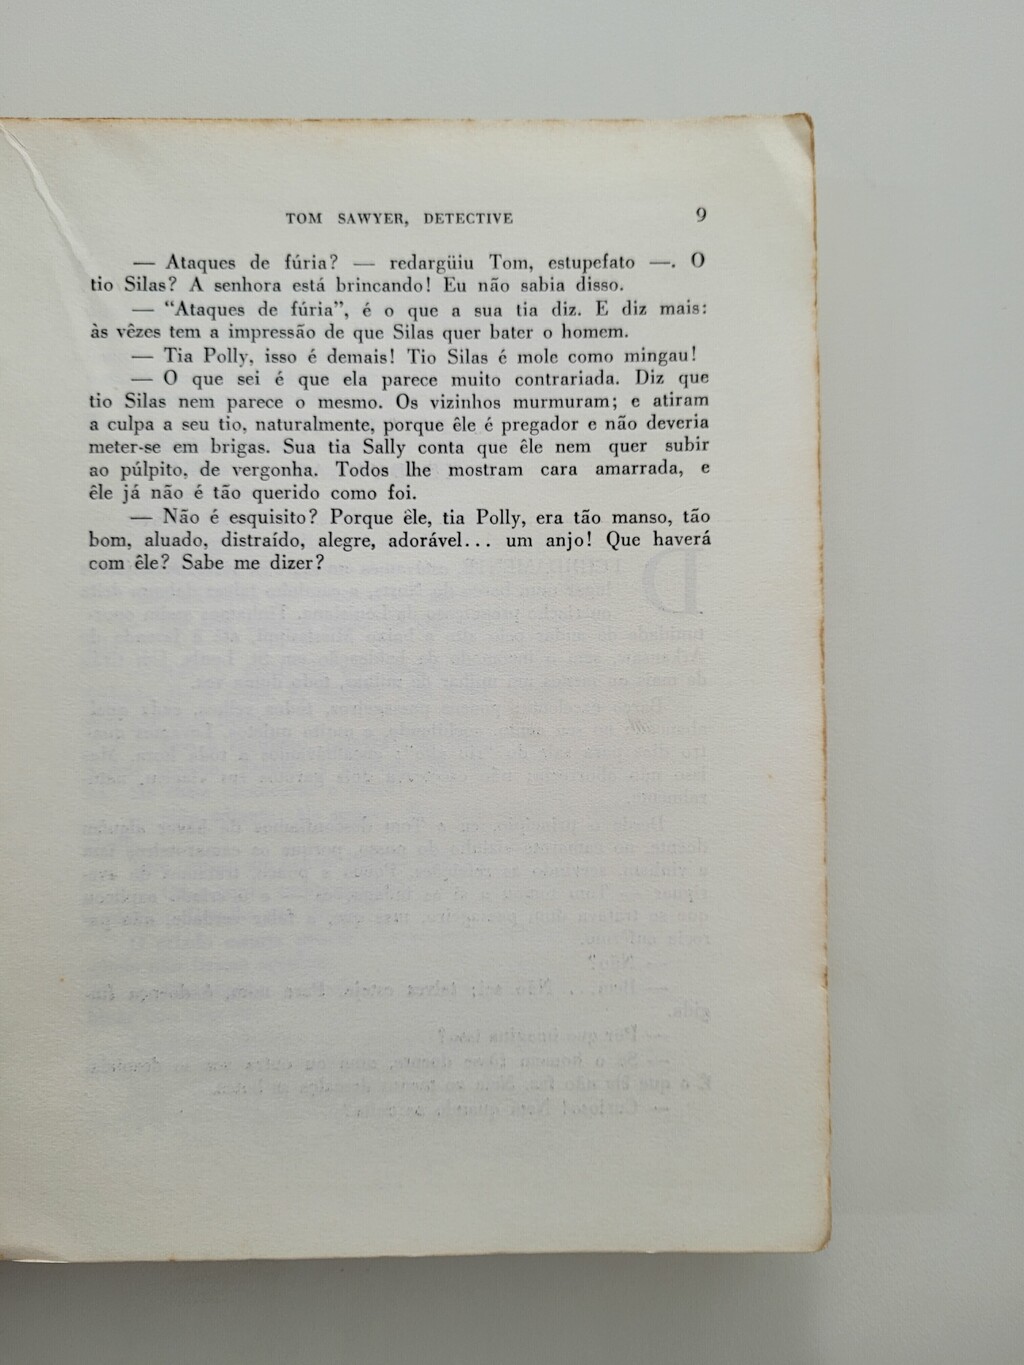 TOM SAWYER, DETECTIVE 9
— Ataques de fúria? — redargüiu Tom, estupefato —. O
tio Silas? A senhora está brincando! Eu não sabia disso.
— “Ataques de fúria”, é o que a sua tia diz. E diz mais:
às vêzes tem a impressão de que Silas quer bater o homem.
— Tia Polly, isso é demais! Tio Silas é mole como mingau!
— O que sei é que ela parece muito contrariada. Diz que
tio Silas nem parece o mesmo. Os vizinhos murmuram; e atiram
a culpa a seu tio, naturalmente, porque êle é pregador e não deveria
meter-se em brigas. Sua tia Sally conta que êle nem quer subir
ao púlpito, de vergonha. Todos lhe mostram cara amarrada, e
êle já não é tão querido como foi.
— Não é esquisito? Porque êle, tia Polly, era tão manso, tão
bom, aluado, distraído, alegre, adorável... um anjo! Que haverá
com êle? Sabe me dizer?